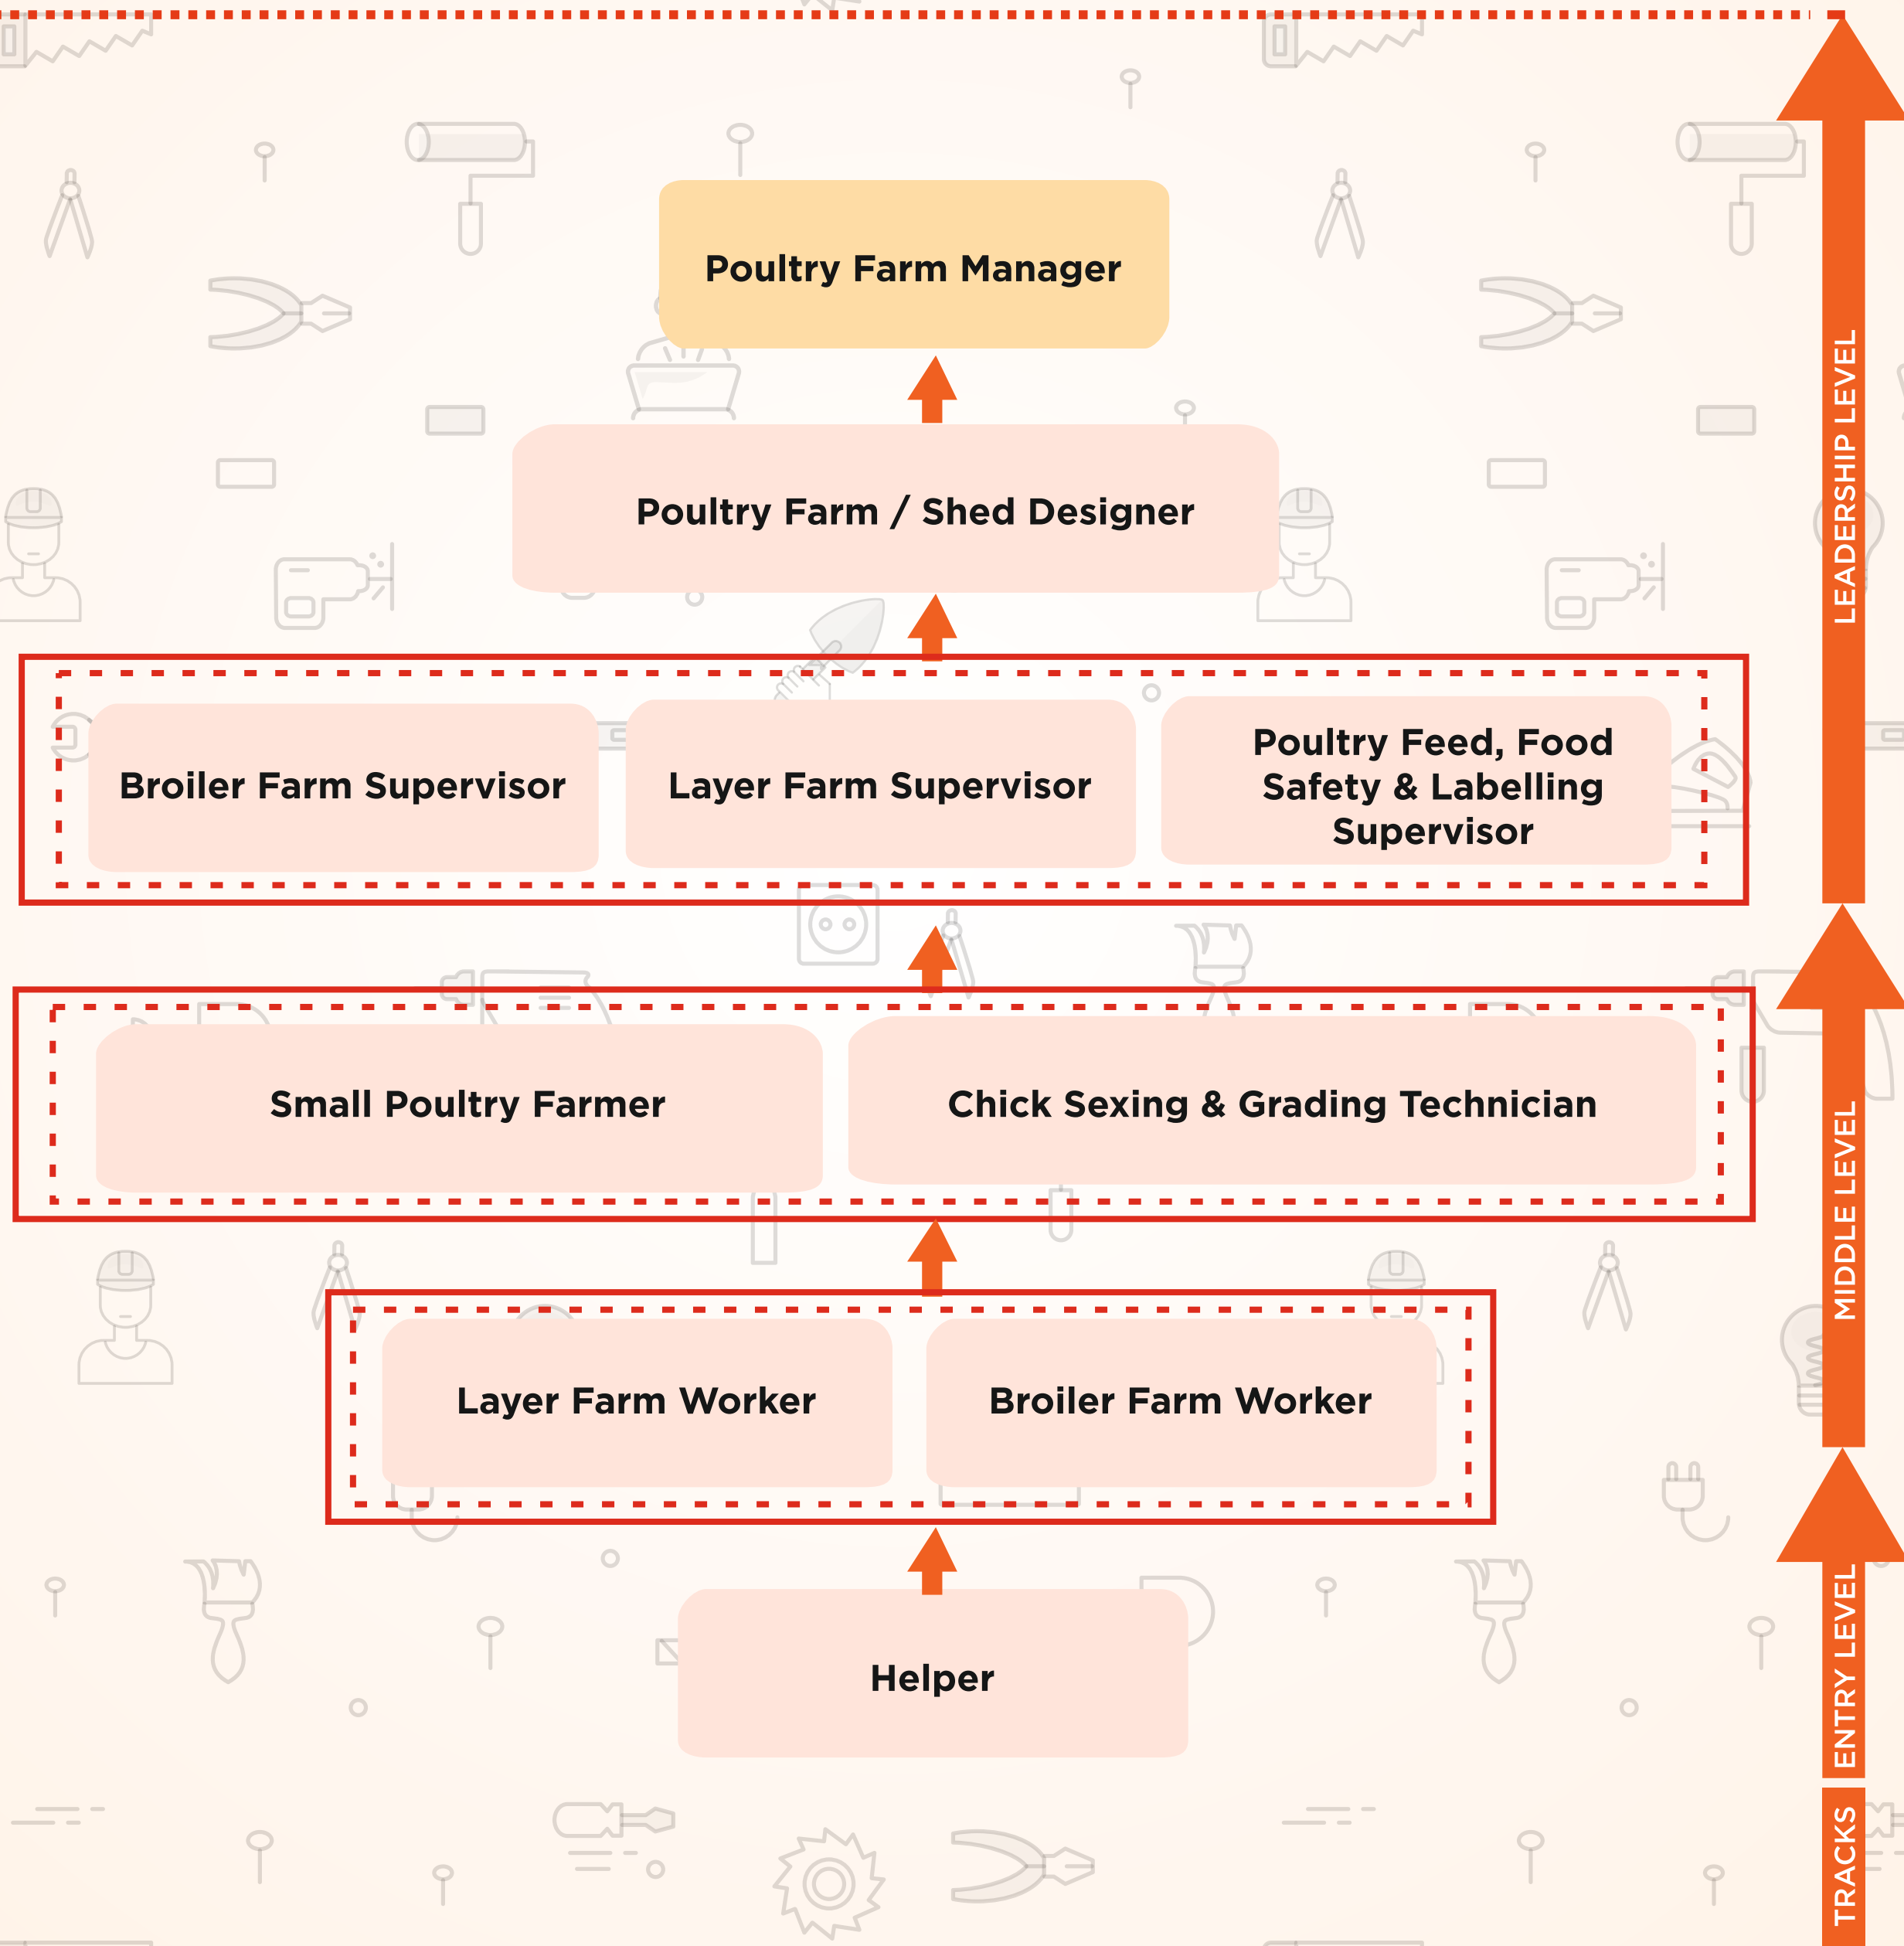 Poultry Farm Manager
Poultry Farm / Shed Designer
Broiler Farm Supervisor
Layer Farm Supervisor
Poultry Feed, Food
Safety & Labelling
Supervisor
Small Poultry Farmer
Chick Sexing & Grading Technician
Layer Farm Worker
Broiler Farm Worker
Helper
LEADERSHIP LEVEL
MIDDLE LEVEL
ENTRY LEVEL
TRACKS